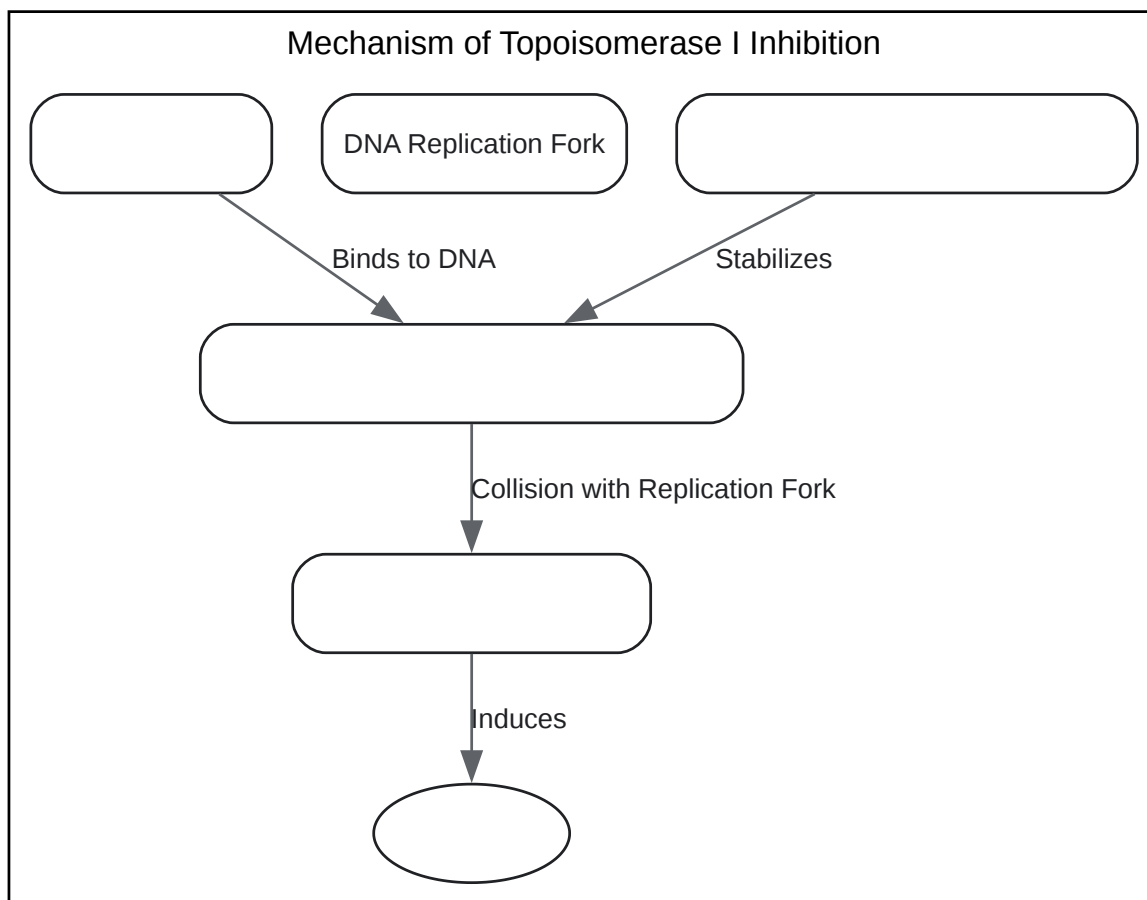 Mechanism of Topoisomerase I Inhibition
DNA Replication Fork
Binds to DNA
Stabilizes
Collision with Replication Fork
Induces